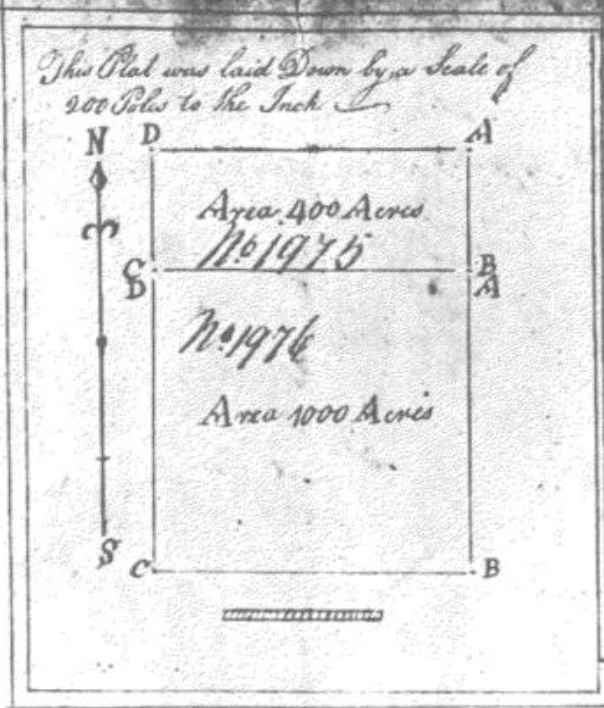 This Plat was laid Down by a Scale of
200 Poles to the Inch
N D A
Area 400 Acres
No 1975
C B
D A
No 1976
Area 1000 Acres
S C B